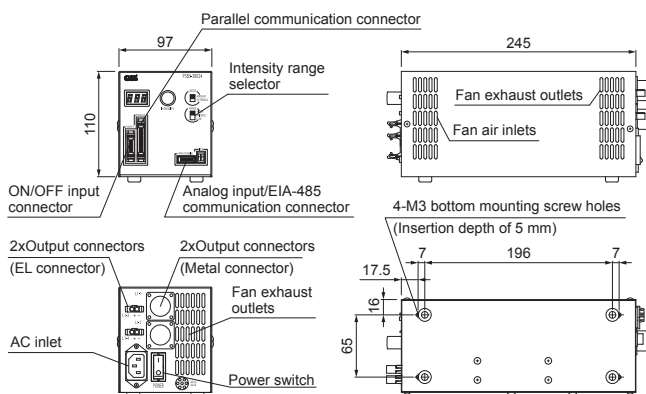 Parallel communication connector
97
Intensity range
selector
110
ON/OFF input
connector
Analog input/EIA-485
communication connector
245
Fan exhaust outlets
Fan air inlets
4-M3 bottom mounting screw holes
(Insertion depth of 5 mm)
2xOutput connectors
(EL connector)
2xOutput connectors
(Metal connector)
Fan exhaust
outlets
AC inlet
Power switch
POWER
7
196
7
17.5
16
65